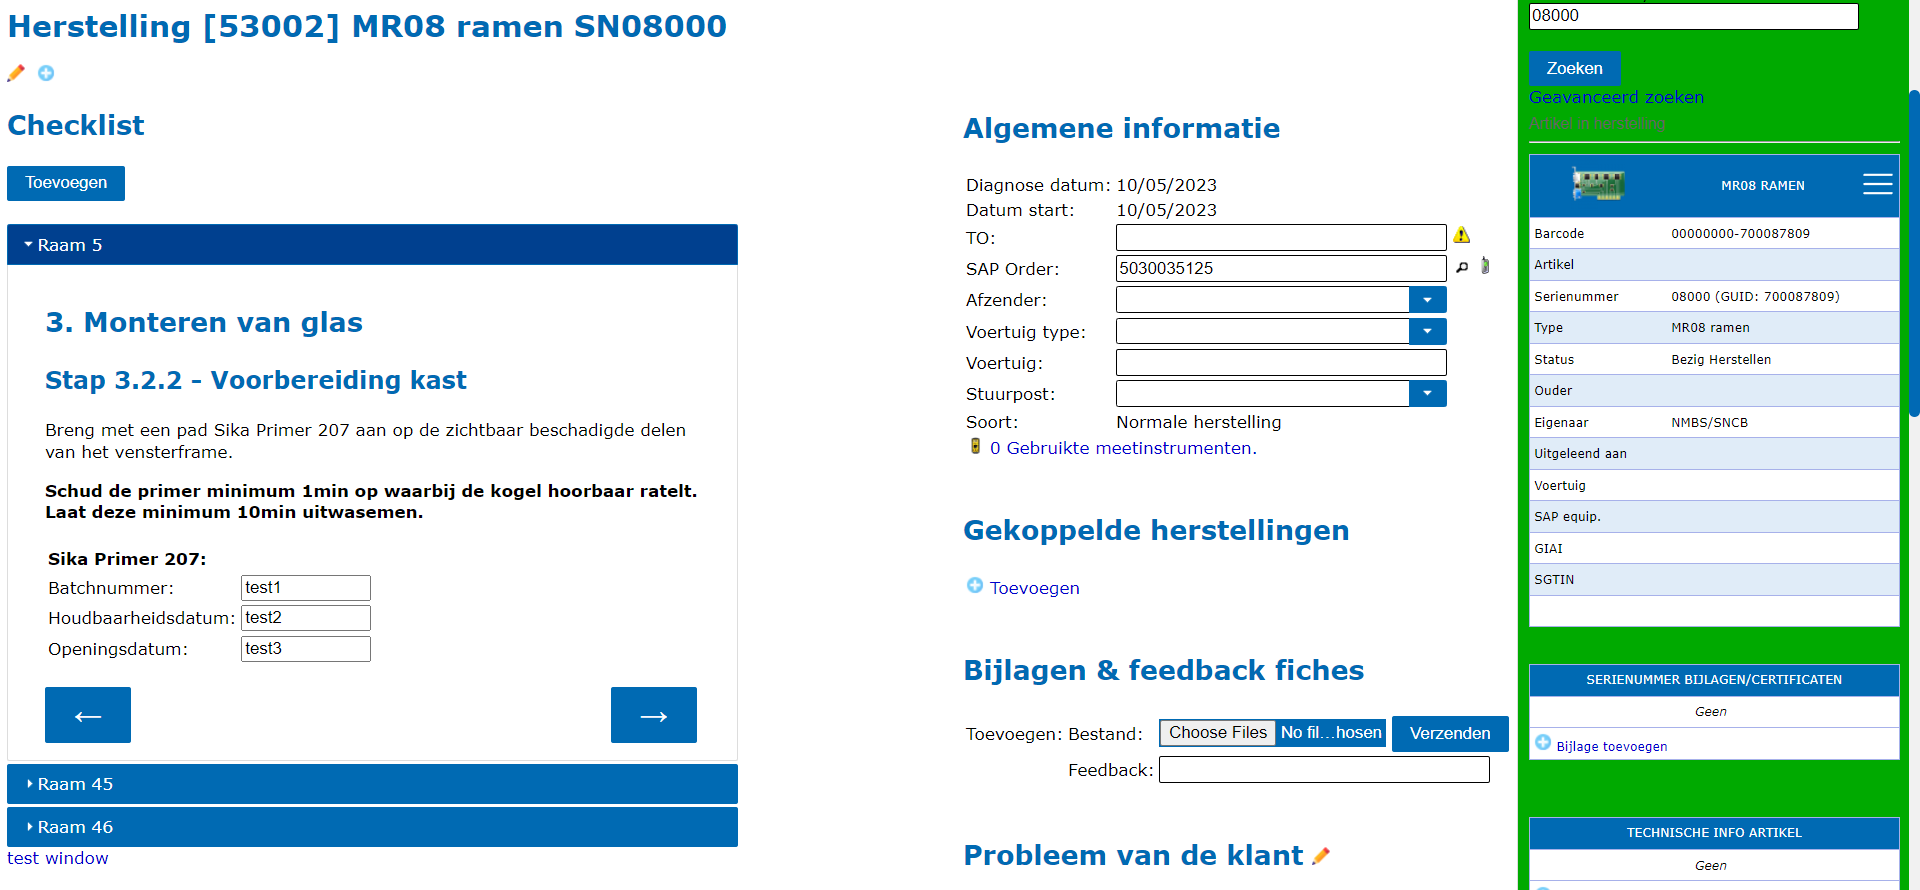 Herstelling [53002] MR08 ramen SN08000
Checklist
Toevoegen
Raam 5
3. Monteren van glas
Stap 3.2.2 - Voorbereiding kast
Breng met een pad Sika Primer 207 aan op de zichtbaar beschadigde delen
van het vensterframe.
Schud de primer minimum 1min op waarbij de kogel hoorbaar ratelt.
Laat deze minimum 10min uitwasemen.
Sika Primer 207:
Batchnummer: test1
Houdbaarheidsdatum: test2
Openingsdatum: test3
← →
Raam 45
Raam 46
test window
Algemene informatie
Diagnose datum: 10/05/2023
Datum start: 10/05/2023
TO:
SAP Order: 5030035125
Afzender:
Voertuig type:
Voertuig:
Stuurpost:
Soort: Normale herstelling
0 Gebruikte meetinstrumenten.
Gekoppelde herstellingen
Toevoegen
Bijlagen & feedback fiches
Toevoegen: Bestand: Choose Files No fil...hosen Verzenden
Feedback:
Probleem van de klant
08000
Zoeken
Geavanceerd zoeken
Artikel in herstelling
MR08 RAMEN
Barcode 00000000-700087809
Artikel
Serienummer 08000 (GUID: 700087809)
Type MR08 ramen
Status Bezig Herstellen
Ouder
Eigenaar NMBS/SNCB
Uitgeleend aan
Voertuig
SAP equip.
GIAI
SGTIN
SERIENUMMER BIJLAGEN/CERTIFICATEN
Geen
Bijlage toevoegen
TECHNISCHE INFO ARTIKEL
Geen